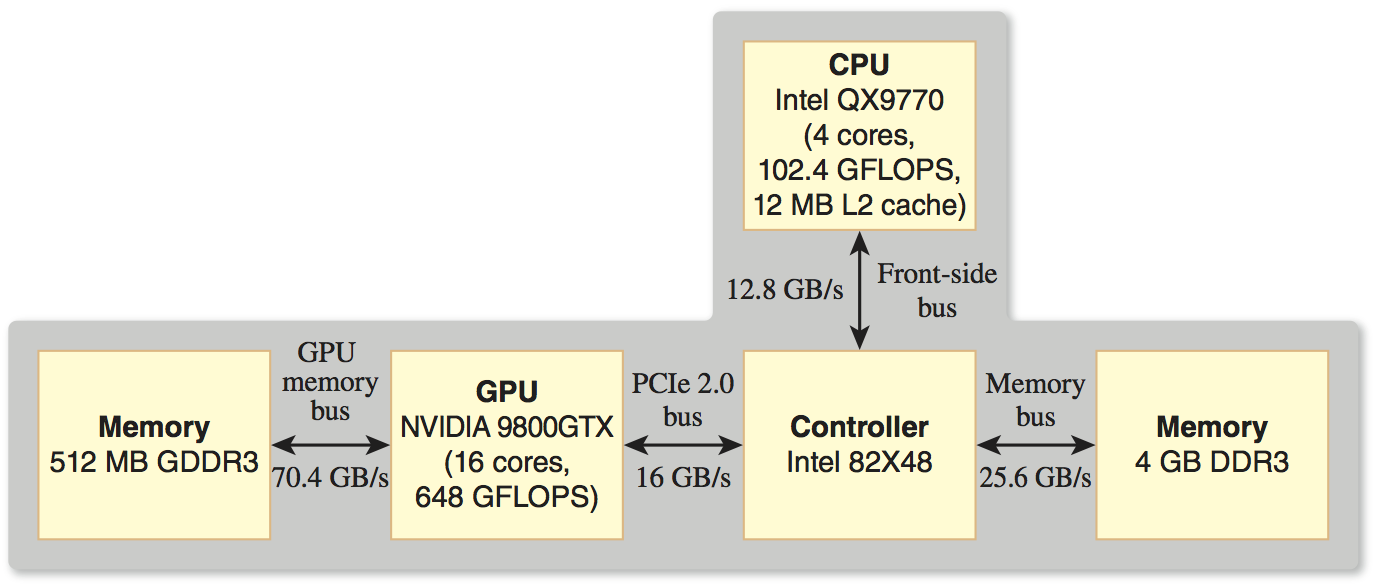 CPU
Intel QX9770
(4 cores,
102.4 GFLOPS,
12 MB L2 cache)
12.8 GB/s
Front-side
bus
Memory
512 MB GDDR3
GPU
memory
bus
70.4 GB/s
GPU
NVIDIA 9800GTX
(16 cores,
648 GFLOPS)
PCIe 2.0
bus
16 GB/s
Controller
Intel 82X48
Memory
bus
25.6 GB/s
Memory
4 GB DDR3